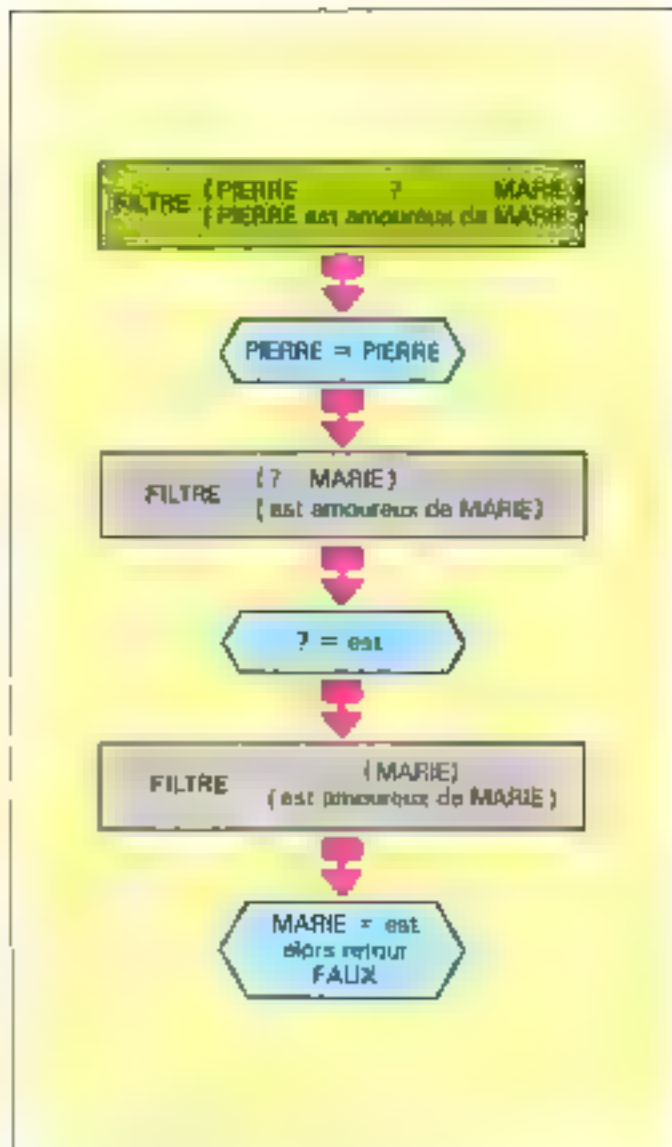 FILTRE (PIERRE ? MARIE)
(PIERRE est amoureux de MARIE)
PIERRE = PIERRE
FILTRE (? MARIE)
(est amoureux de MARIE)
? = est
FILTRE (MARIE)
(est amoureux de MARIE)
MARIE = est
alors retour
FAUX